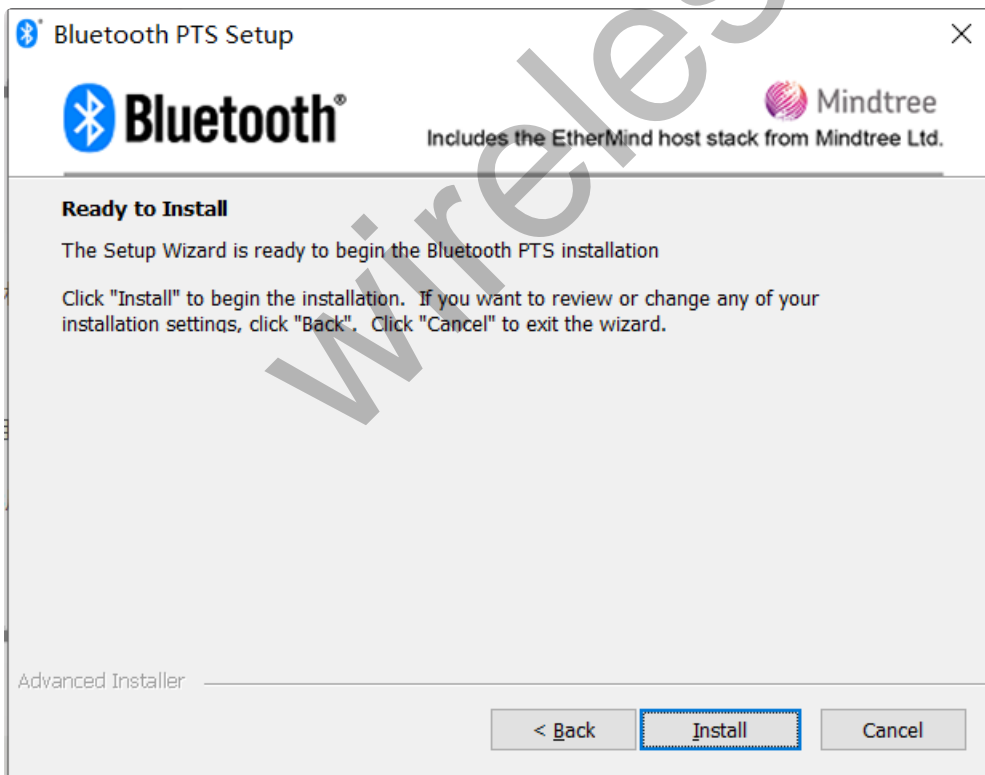 Bluetooth PTS Setup
Bluetooth®
Mindtree
Includes the EtherMind host stack from Mindtree Ltd.
Ready to Install
The Setup Wizard is ready to begin the Bluetooth PTS installation
Click "Install" to begin the installation. If you want to review or change any of your
installation settings, click "Back". Click "Cancel" to exit the wizard.
Advanced Installer
< Back
Install
Cancel